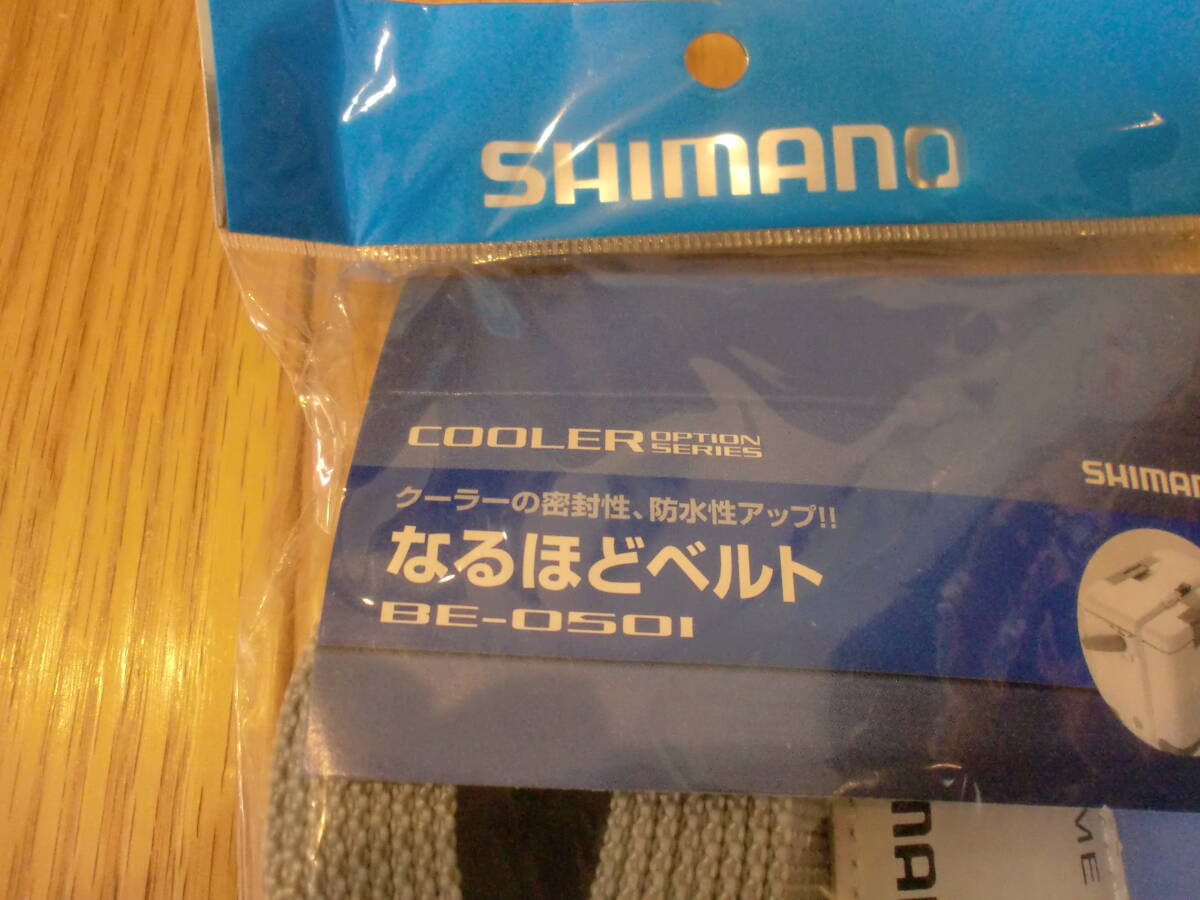 SHIMANO
COOLER OPTION SERIES
クーラーの密封性、防水性アップ!!
なるほどベルト
BE-050I
SHIMAN